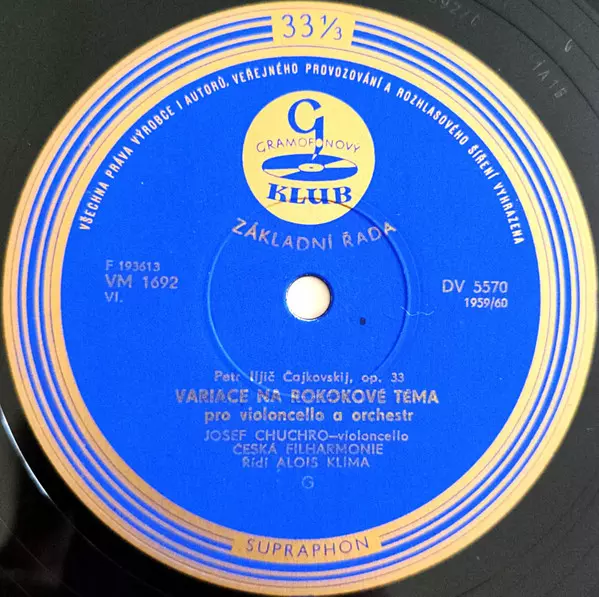 33 1/3
VŠECHNA PRÁVA VÝROBCE I AUTORŮ, VEŘEJNÉHO PROVOZOVÁNÍ A ROZHLASOVÉHO ŠÍŘENÍ VYHRAZENA
G
GRAMOFONOVÝ
KLUB
ZÁKLADNÍ ŘADA
F 193613
VM 1692
VI.
DV 5570
1959/60
Petr Iljič Čajkovskij, op. 33
VARIACE NA ROKOKOVÉ TÉMA
pro violoncello a orchestr
JOSEF CHUCHRO—violoncello
ČESKÁ FILHARMONIE
Řídí ALOIS KLÍMA
G
SUPRAPHON